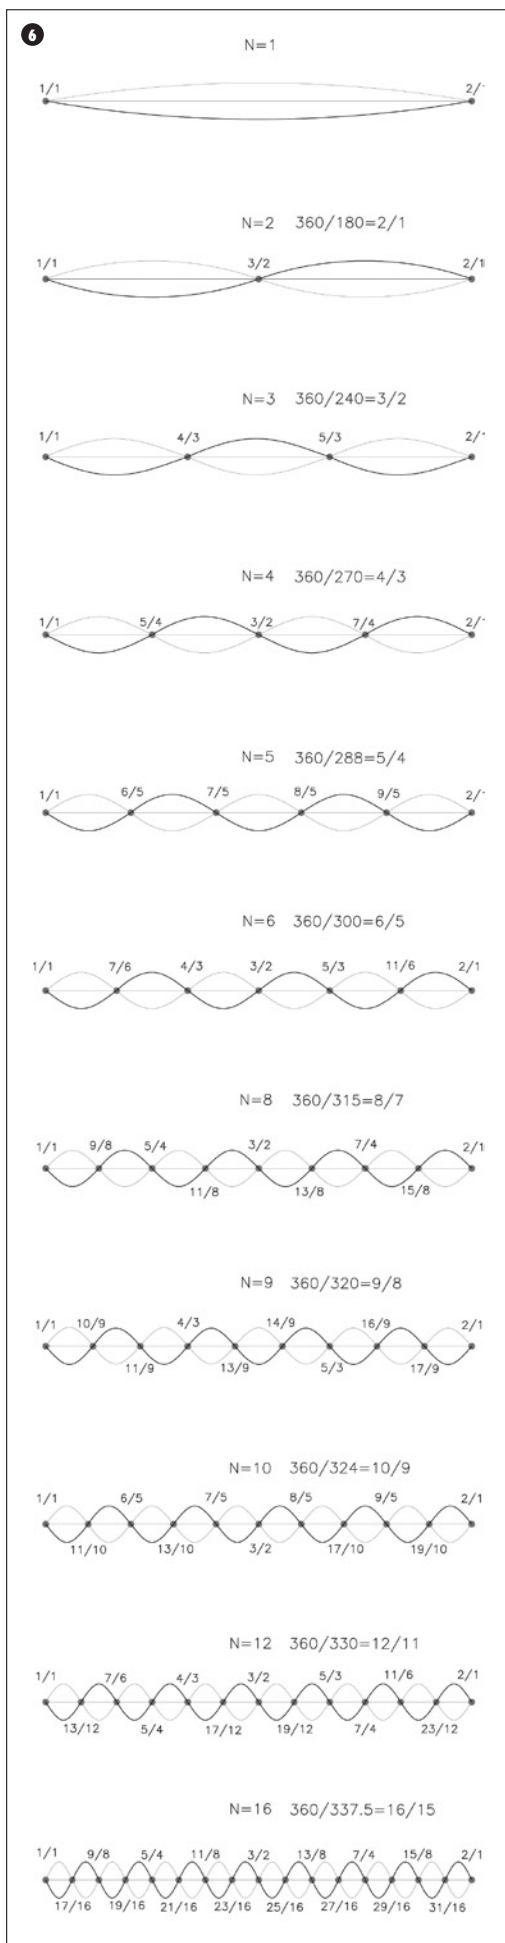 6
N=1
1/1 2/1
N=2 360/180=2/1
1/1 3/2 2/1
N=3 360/240=3/2
1/1 4/3 5/3 2/1
N=4 360/270=4/3
1/1 5/4 3/2 7/4 2/1
N=5 360/288=5/4
1/1 6/5 7/5 8/5 9/5 2/1
N=6 360/300=6/5
1/1 7/6 4/3 3/2 5/3 11/6 2/1
N=8 360/315=8/7
1/1 9/8 5/4 3/2 7/4 2/1
11/8 13/8 15/8
N=9 360/320=9/8
1/1 10/9 4/3 14/9 16/9 2/1
11/9 13/9 5/3 17/9
N=10 360/324=10/9
1/1 6/5 7/5 8/5 9/5 2/1
11/10 13/10 3/2 17/10 19/10
N=12 360/330=12/11
1/1 7/6 4/3 3/2 5/3 11/6 2/1
13/12 5/4 17/12 19/12 7/4 23/12
N=16 360/337.5=16/15
1/1 9/8 5/4 11/8 3/2 13/8 7/4 15/8 2/1
17/16 19/16 21/16 23/16 25/16 27/16 29/16 31/16